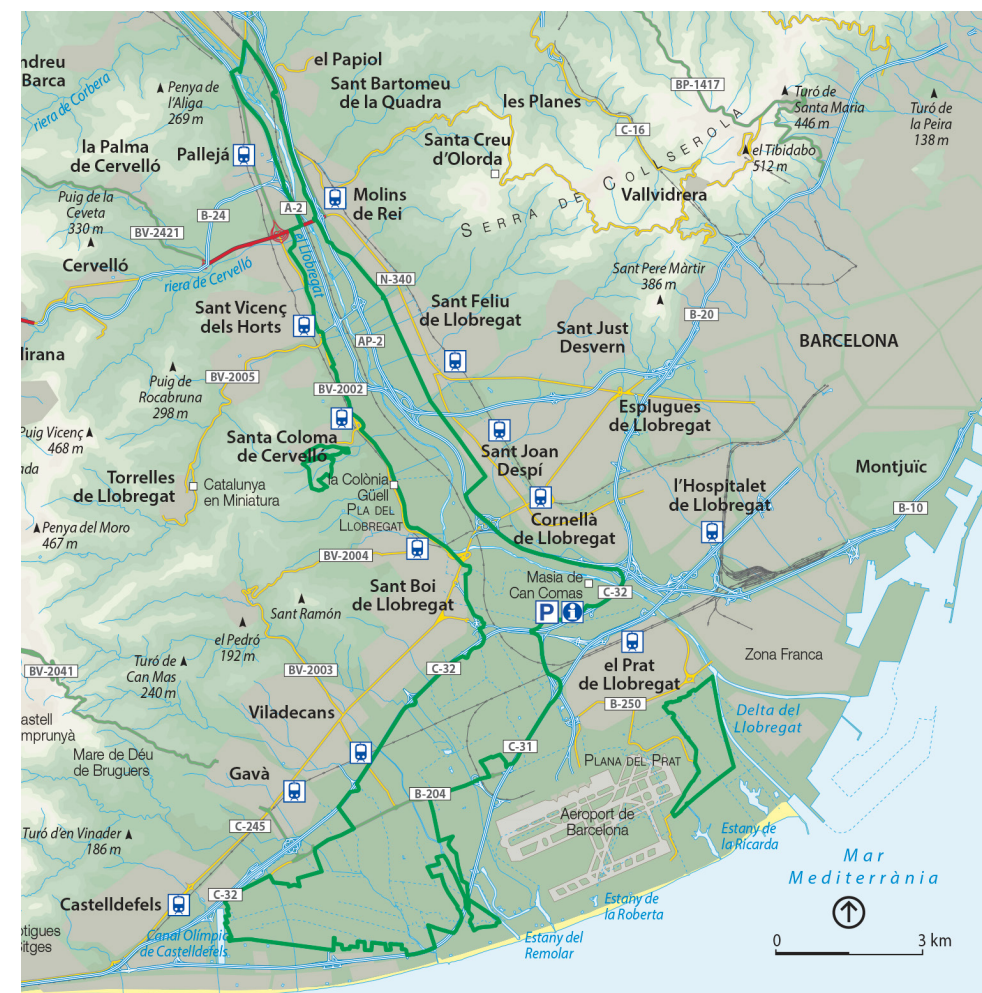 ndreu
Barca
riera de Corbera
Penya de
l'Aliga
269 m
el Papiol
Sant Bartomeu
de la Quadra
les Planes
BP-1417
Turó de
Santa Maria
446 m
Turó de
la Peira
138 m
C-16
la Palma
de Cervelló
Pallejá
Santa Creu
d'Olorda
SERRA DE COLLSEROLA
el Tibidabo
512 m
Vallvidrera
Puig de la
Ceveta
330 m
B-24
A-2
Molins
de Rei
BV-2421
Cervelló
riera de Cervelló
el Llobregat
N-340
Sant Pere Màrtir
386 m
Sant Vicenç
dels Horts
Sant Feliu
de Llobregat
B-20
Sant Just
Desvern
BARCELONA
lirana
AP-2
Puig de
Rocabruna
298 m
BV-2005
BV-2002
Esplugues
de Llobregat
Puig Vicenç
468 m
ada
Santa Coloma
de Cervelló
Sant Joan
Despí
Montjuïc
Torrelles
de Llobregat
Catalunya
en Miniatura
la Colònia
Güell
PLA DEL
LLOBREGAT
l'Hospitalet
de Llobregat
B-10
Penya del Moro
467 m
Cornellà
de Llobregat
BV-2004
Sant Boi
de Llobregat
Masia de
Can Comas
C-32
P
i
Sant Ramón
el Pedró
192 m
el Prat
de Llobregat
Zona Franca
BV-2041
Turó de
Can Mas
240 m
BV-2003
C-32
B-250
Delta del
Llobregat
astell
mprunyà
Viladecans
Mare de Déu
de Bruguers
C-31
PLANA DEL PRAT
Gavà
B-204
Aeroport de
Barcelona
C-245
Turó d'en Vinader
186 m
Estany de
la Ricarda
Mar
Mediterrània
C-32
Castelldefels
Estany de
la Roberta
otigues
Sitges
Canal Olímpic
de Castelldefels
Estany del
Remolar
0 3 km